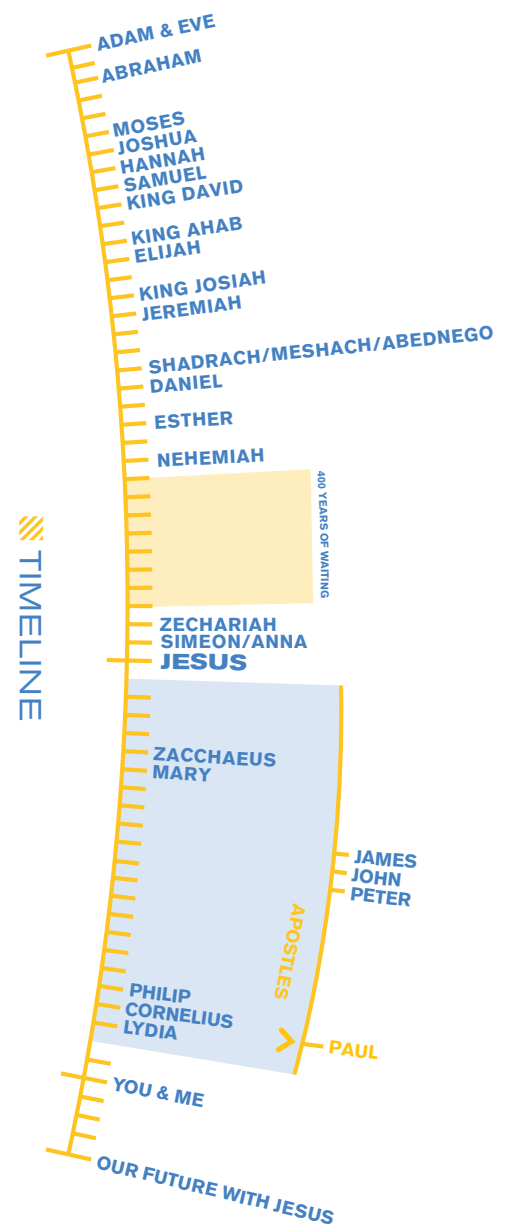 ADAM & EVE
ABRAHAM
MOSES
JOSHUA
HANNAH
SAMUEL
KING DAVID
KING AHAB
ELIJAH
KING JOSIAH
JEREMIAH
SHADRACH/MESHACH/ABEDNEGO
DANIEL
ESTHER
NEHEMIAH
400 YEARS OF WAITING
TIMELINE
ZECHARIAH
SIMEON/ANNA
JESUS
ZACCHAEUS
MARY
JAMES
JOHN
PETER
APOSTLES
PHILIP
CORNELIUS
LYDIA
PAUL
YOU & ME
OUR FUTURE WITH JESUS